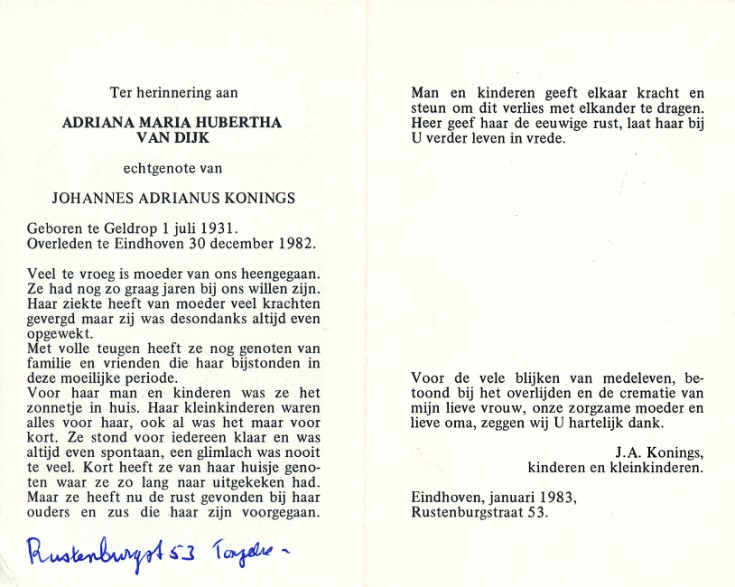 Ter herinnering aan
ADRIANA MARIA HUBERTHA
VAN DIJK
echtgenote van
JOHANNES ADRIANUS KONINGS
Geboren te Geldrop 1 juli 1931.
Overleden te Eindhoven 30 december 1982.
Veel te vroeg is moeder van ons heengegaan.
Ze had nog zo graag jaren bij ons willen zijn.
Haar ziekte heeft van moeder veel krachten
gevergd maar zij was desondanks altijd even
opgewekt.
Met volle teugen heeft ze nog genoten van
familie en vrienden die haar bijstonden in
deze moeilijke periode.
Voor haar man en kinderen was ze het
zonnetje in huis. Haar kleinkinderen waren
alles voor haar, ook al was het maar voor
kort. Ze stond voor iedereen klaar en was
altijd even spontaan, een glimlach was nooit
te veel. Kort heeft ze van haar huisje geno-
ten waar ze zo lang naar uitgekeken had.
Maar ze heeft nu de rust gevonden bij haar
ouders en zus die haar zijn voorgegaan.
Rustenburgst 53 Tongelre -
Man en kinderen geeft elkaar kracht en
steun om dit verlies met elkander te dragen.
Heer geef haar de eeuwige rust, laat haar bij
U verder leven in vrede.
Voor de vele blijken van medeleven, be-
toond bij het overlijden en de crematie van
mijn lieve vrouw, onze zorgzame moeder en
lieve oma, zeggen wij U hartelijk dank.
J.A. Konings,
kinderen en kleinkinderen.
Eindhoven, januari 1983,
Rustenburgstraat 53.